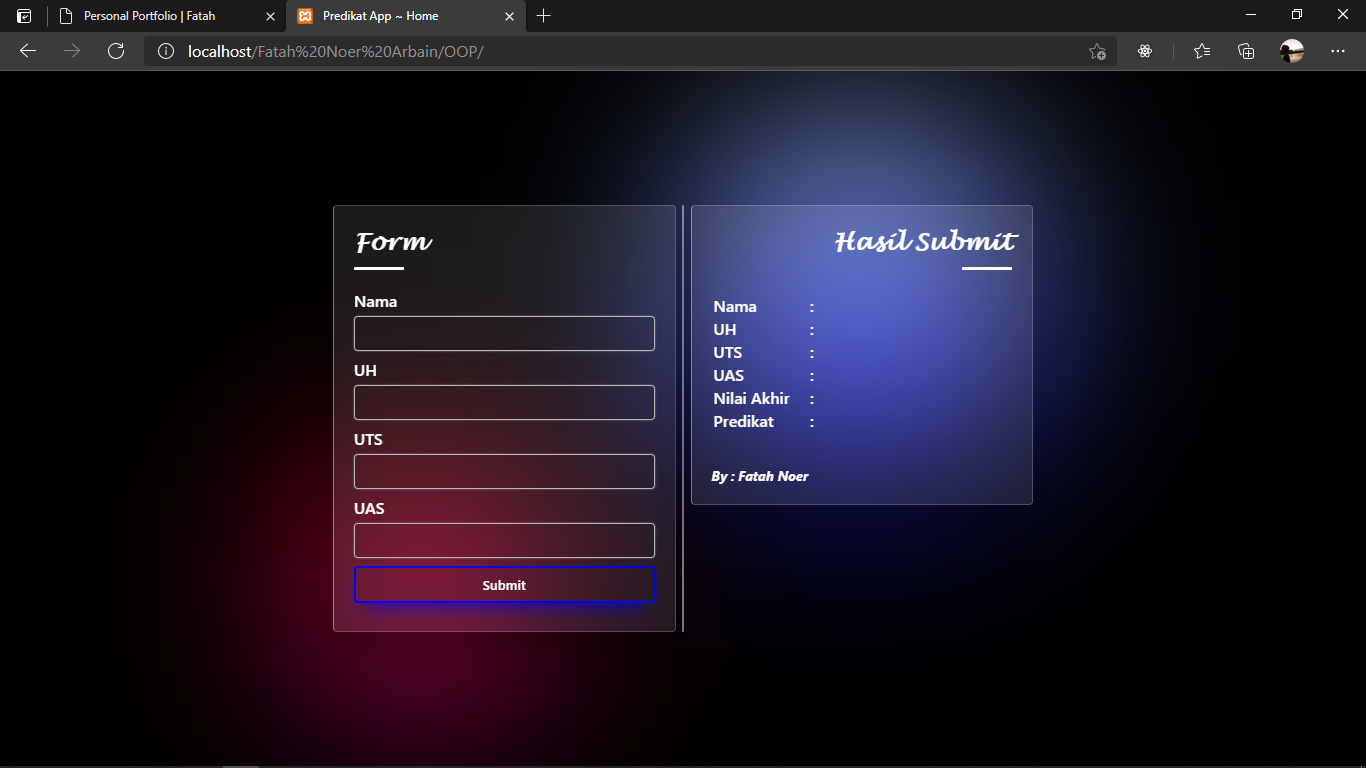 Personal Portfolio | Fatah
Predikat App ~ Home
localhost/Fatah%20Noer%20Arbain/OOP/
Form
Nama
UH
UTS
UAS
Submit
Hasil Submit
Nama :
UH :
UTS :
UAS :
Nilai Akhir :
Predikat :
By : Fatah Noer